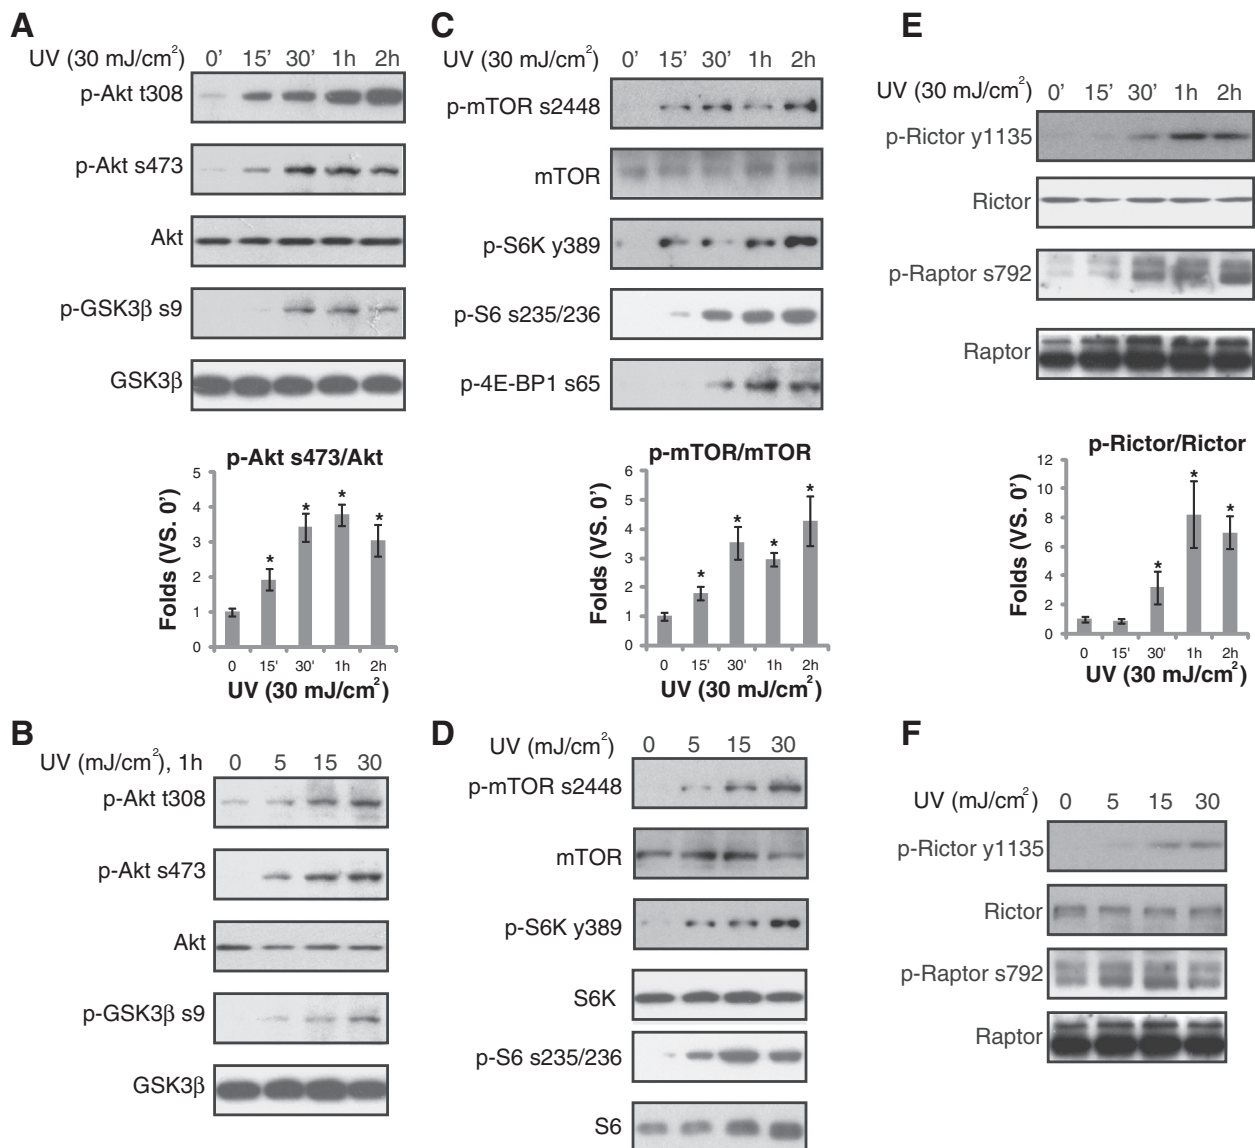 A
UV (30 mJ/cm²) 0’ 15’ 30’ 1h 2h
p-Akt t308
p-Akt s473
Akt
p-GSK3β s9
GSK3β
p-Akt s473/Akt
Folds (VS. 0’)
5
4
3
2
1
0
0 15' 30' 1h 2h
UV (30 mJ/cm²)
B
UV (mJ/cm²), 1h 0 5 15 30
p-Akt t308
p-Akt s473
Akt
p-GSK3β s9
GSK3β
C
UV (30 mJ/cm²) 0’ 15’ 30’ 1h 2h
p-mTOR s2448
mTOR
p-S6K y389
p-S6 s235/236
p-4E-BP1 s65
p-mTOR/mTOR
Folds (VS. 0’)
6
5
4
3
2
1
0
0 15' 30' 1h 2h
UV (30 mJ/cm²)
D
UV (mJ/cm²) 0 5 15 30
p-mTOR s2448
mTOR
p-S6K y389
S6K
p-S6 s235/236
S6
E
UV (30 mJ/cm²) 0’ 15’ 30’ 1h 2h
p-Rictor y1135
Rictor
p-Raptor s792
Raptor
p-Rictor/Rictor
Folds (VS. 0’)
12
10
8
6
4
2
0
0 15' 30' 1h 2h
UV (30 mJ/cm²)
F
UV (mJ/cm²) 0 5 15 30
p-Rictor y1135
Rictor
p-Raptor s792
Raptor